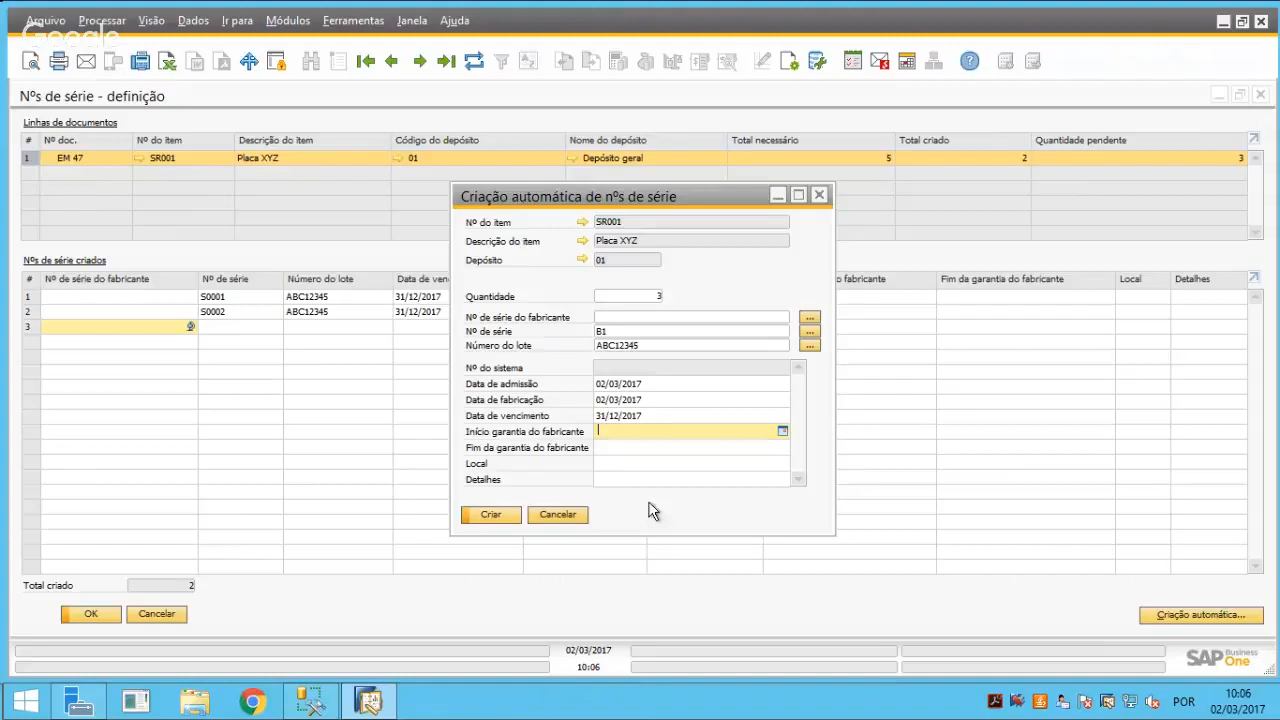 Arquivo Processar Visão Dados Ir para Módulos Ferramentas Janela Ajuda
Google
Nºs de série - definição
Linhas de documentos
# Nº doc. Nº do item Descrição do item Código do depósito Nome do depósito Total necessário Total criado Quantidade pendente
1 EM 47 SR001 Placa XYZ 01 Depósito geral 5 2 3
Criação automática de nºs de série
Nº do item SR001
Descrição do item Placa XYZ
Depósito 01
Quantidade 3
Nº de série do fabricante ...
Nº de série B1 ...
Número do lote ABC12345 ...
Nº do sistema
Data de admissão 02/03/2017
Data de fabricação 02/03/2017
Data de vencimento 31/12/2017
Início garantia do fabricante
Fim da garantia do fabricante
Local
Detalhes
Criar Cancelar
Nºs de série criados
# Nº de série do fabricante Nº de série Número do lote Data de ven o fabricante Fim da garantia do fabricante Local Detalhes
1 S0001 ABC12345 31/12/2017
2 S0002 ABC12345 31/12/2017
3
Total criado 2
OK Cancelar Criação automática...
02/03/2017
10:06
SAP Business One
POR
10:06
02/03/2017